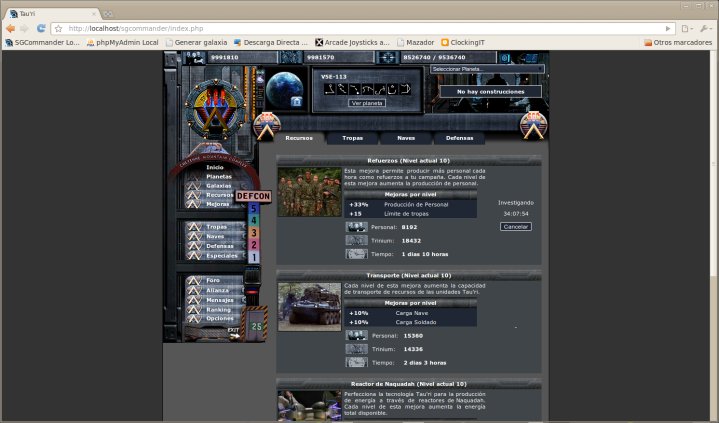 Tau'ri
http://localhost/sgcommander/index.php
SGCommander Lo...
phpMyAdmin Local
Generar galaxia
Descarga Directa ...
Arcade Joysticks a...
Mazador
ClockingIT
Otros marcadores
9991810
9981570
8526740 / 9536740
V5E-113
Ver planeta
Seleccionar Planeta...
No hay construcciones
Recursos
Tropas
Naves
Defensas
CHEYENNE MOUNTAIN COMPLEX
Inicio
Planetas
Galaxias
Recursos
Mejoras
Tropas
Naves
Defensas
Especiales
Foro
Alianza
Mensajes
Ranking
Opciones
EXIT
DEFCON
5
4
3
2
1
25
Refuerzos (Nivel actual 10)
Esta mejora permite producir más personal cada
hora como refuerzos a tu campaña. Cada nivel de
esta mejora aumenta la producción de personal.
Mejoras por nivel
+33% Producción de Personal
+15 Límite de tropas
Personal: 8192
Trinium: 18432
Tiempo: 1 días 10 horas
Investigando
34:07:54
Cancelar
Transporte (Nivel actual 10)
Cada nivel de esta mejora aumenta la capacidad
de transporte de recursos de las unidades Tau'ri.
Mejoras por nivel
+10% Carga Nave
+10% Carga Soldado
Personal: 15360
Trinium: 14336
Tiempo: 2 días 3 horas
Reactor de Naquadah (Nivel actual 10)
Perfecciona la tecnología Tau'ri para la producción
de energía a través de reactores de Naquadah.
Cada nivel de esta mejora aumenta la energía
total disponible.